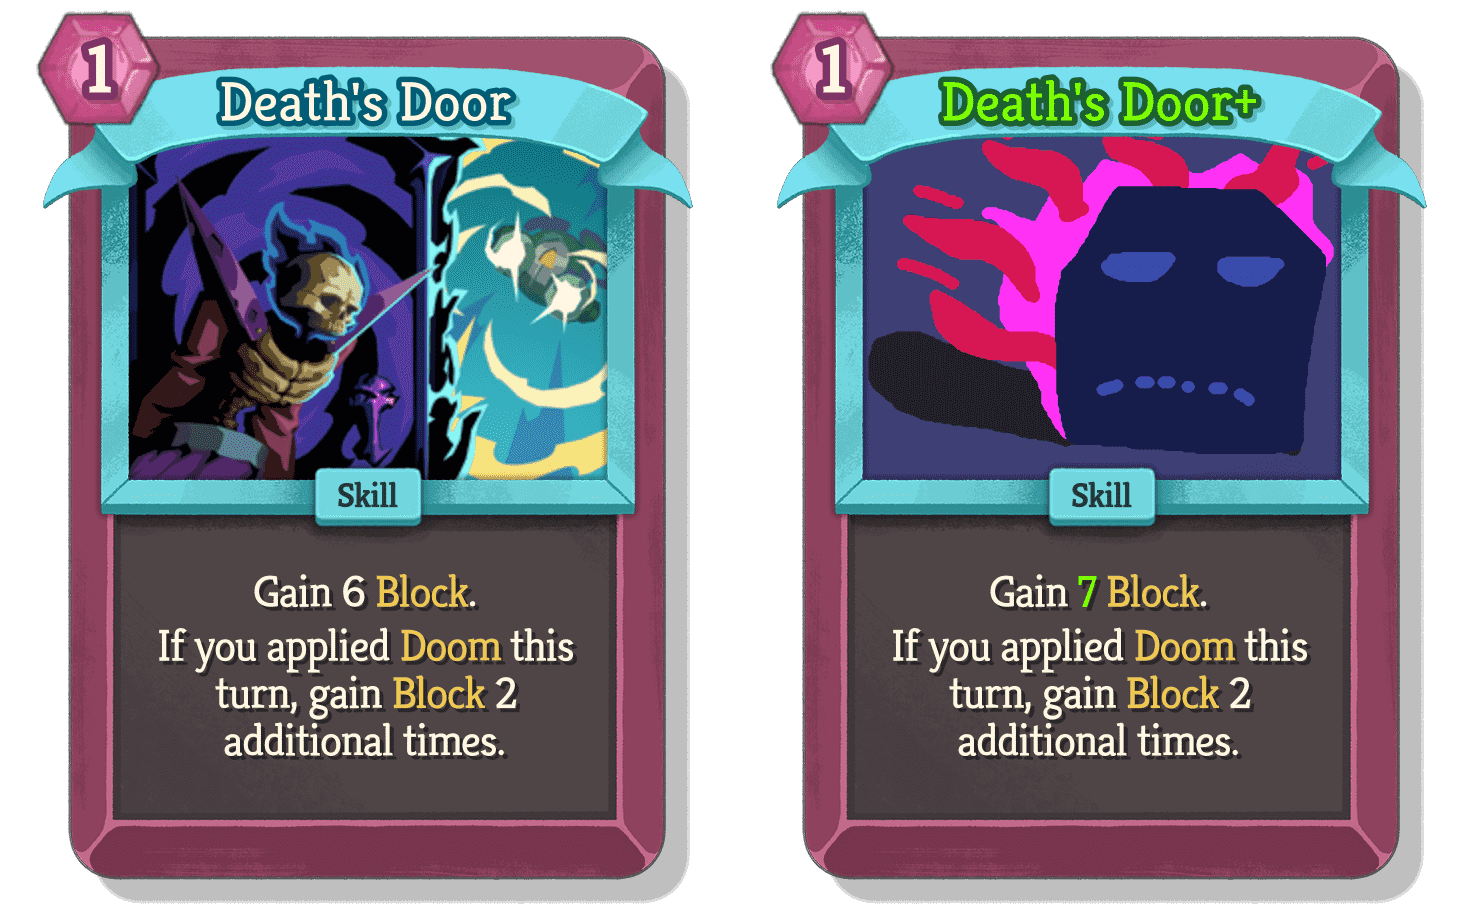 1
Death's Door
Skill
Gain 6 Block.
If you applied Doom this
turn, gain Block 2
additional times.
1
Death's Door+
Skill
Gain 7 Block.
If you applied Doom this
turn, gain Block 2
additional times.